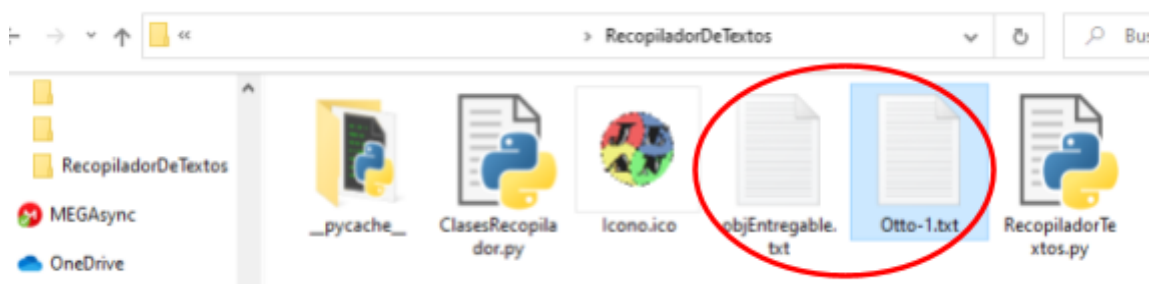 «
> RecopiladorDeTextos
Bus
RecopiladorDeTextos
MEGAsync
OneDrive
__pycache__
ClasesRecopila
dor.py
Icono.ico
objEntregable.
txt
Otto-1.txt
RecopiladorTe
xtos.py